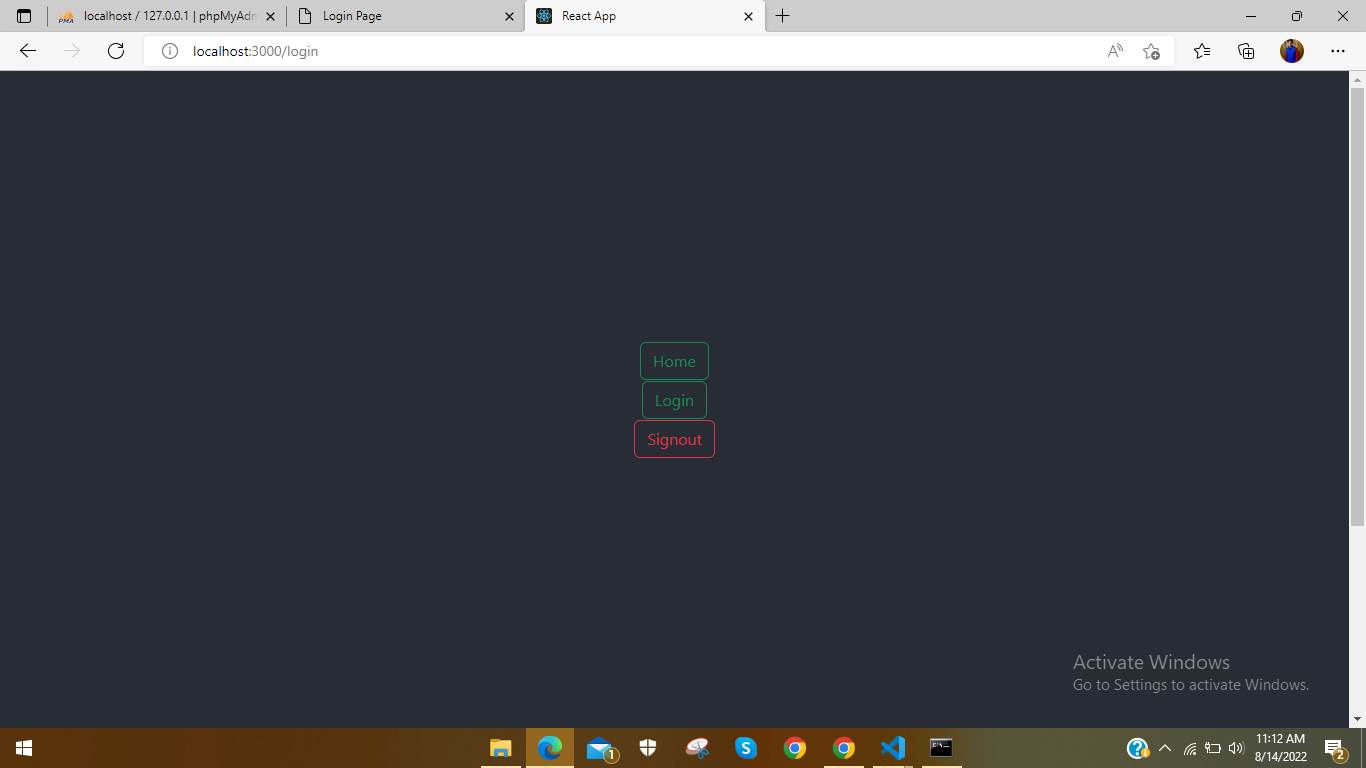 localhost / 127.0.0.1 | phpMyAdm
Login Page
React App
localhost:3000/login
Home
Login
Signout
Activate Windows
Go to Settings to activate Windows.
1
11:12 AM
8/14/2022
2